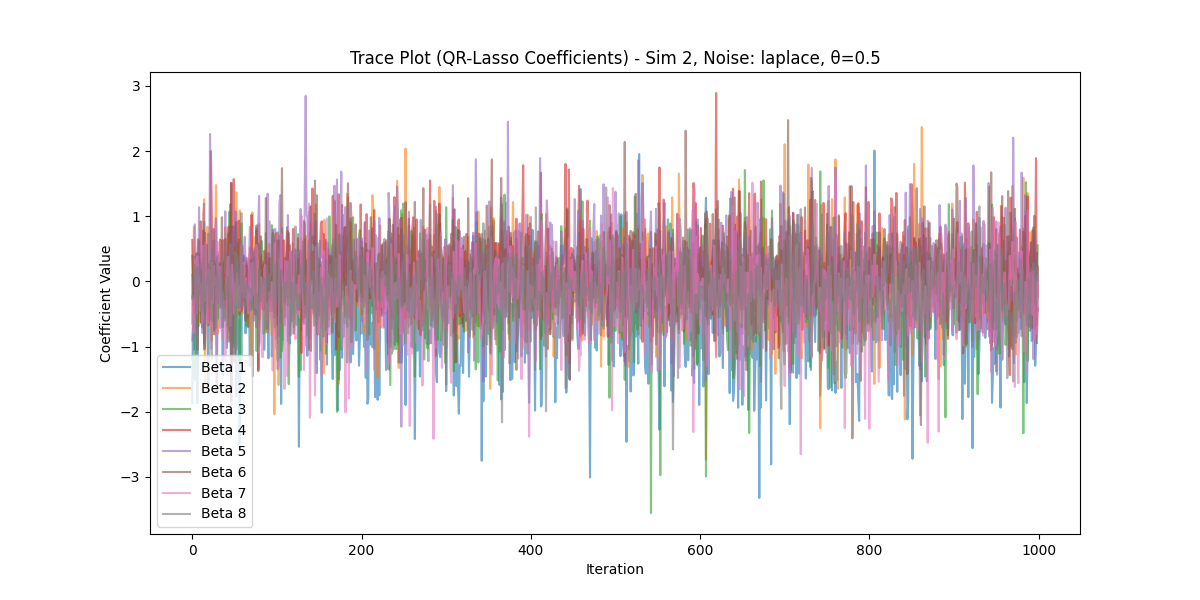 Trace Plot (QR-Lasso Coefficients) - Sim 2, Noise: laplace, θ=0.5
3
2
1
0
−1
−2
−3
Coefficient Value
Beta 1
Beta 2
Beta 3
Beta 4
Beta 5
Beta 6
Beta 7
Beta 8
0
200
400
600
800
1000
Iteration